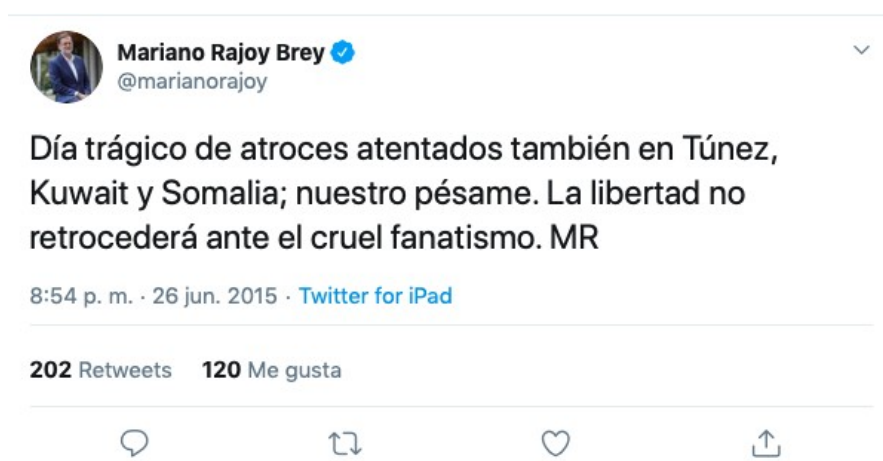 Mariano Rajoy Brey
@marianorajoy
Día trágico de atroces atentados también en Túnez,
Kuwait y Somalia; nuestro pésame. La libertad no
retrocederá ante el cruel fanatismo. MR
8:54 p. m. · 26 jun. 2015 · Twitter for iPad
202 Retweets 120 Me gusta